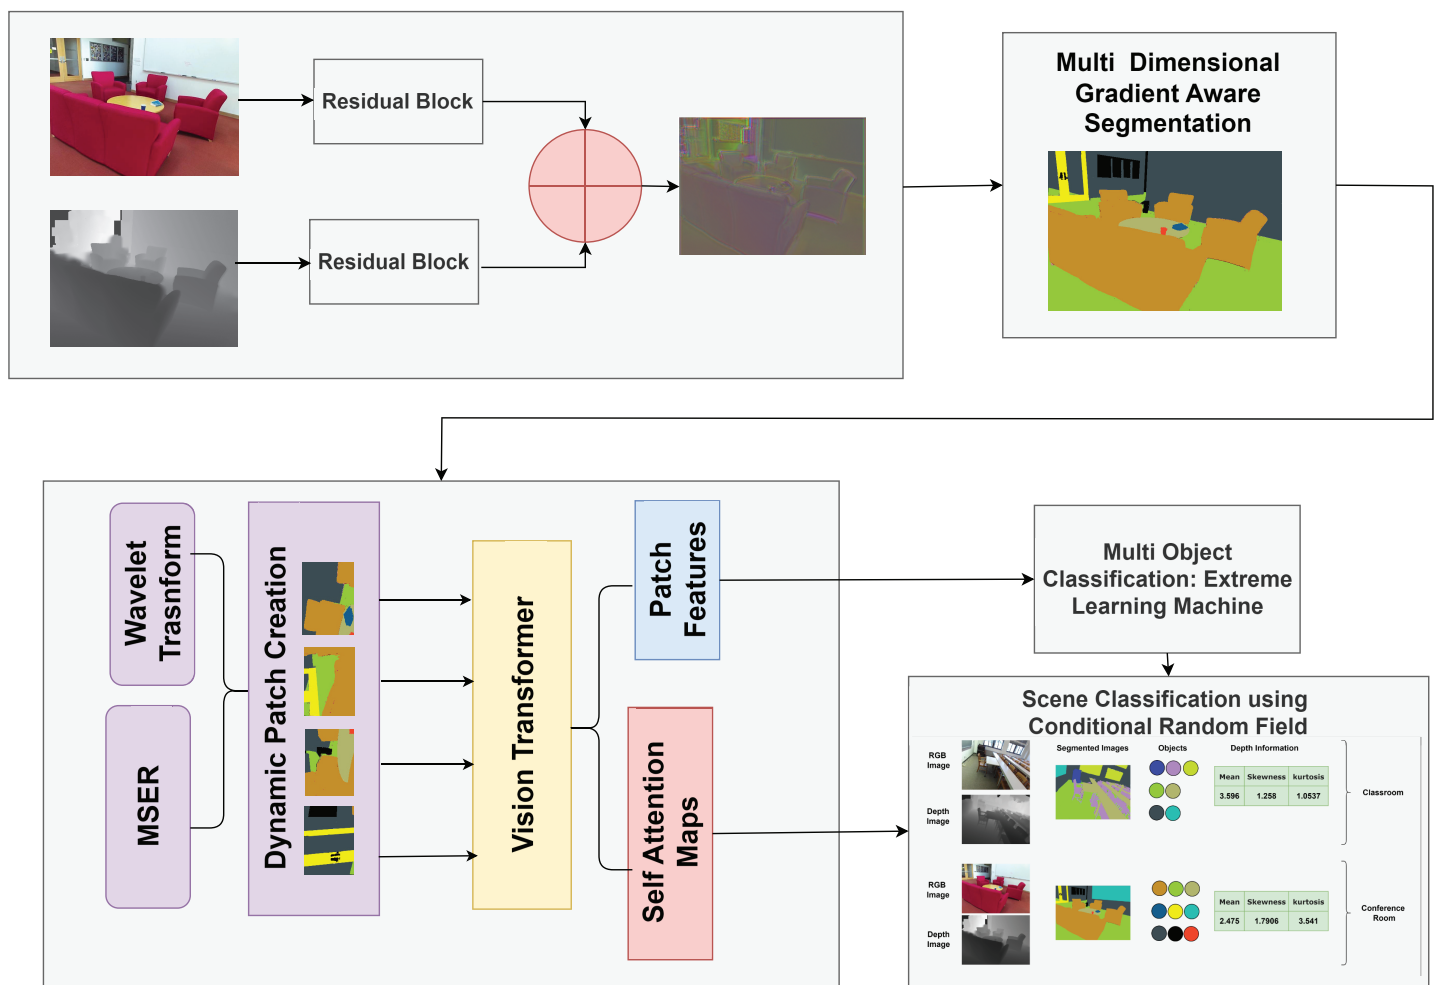 Residual Block
Residual Block
Multi Dimensional
Gradient Aware
Segmentation
Wavelet
Trasnform
MSER
Dynamic Patch Creation
Vision Transformer
Patch
Features
Self Attention
Maps
Multi Object
Classification: Extreme
Learning Machine
Scene Classification using
Conditional Random Field
Segmented Images
Objects
Depth Information
RGB
Image
Mean Skewness kurtosis
3.596 1.258 1.0537
Classroom
Depth
Image
RGB
Image
Mean Skewness kurtosis
2.475 1.7906 3.541
Conference
Room
Depth
Image